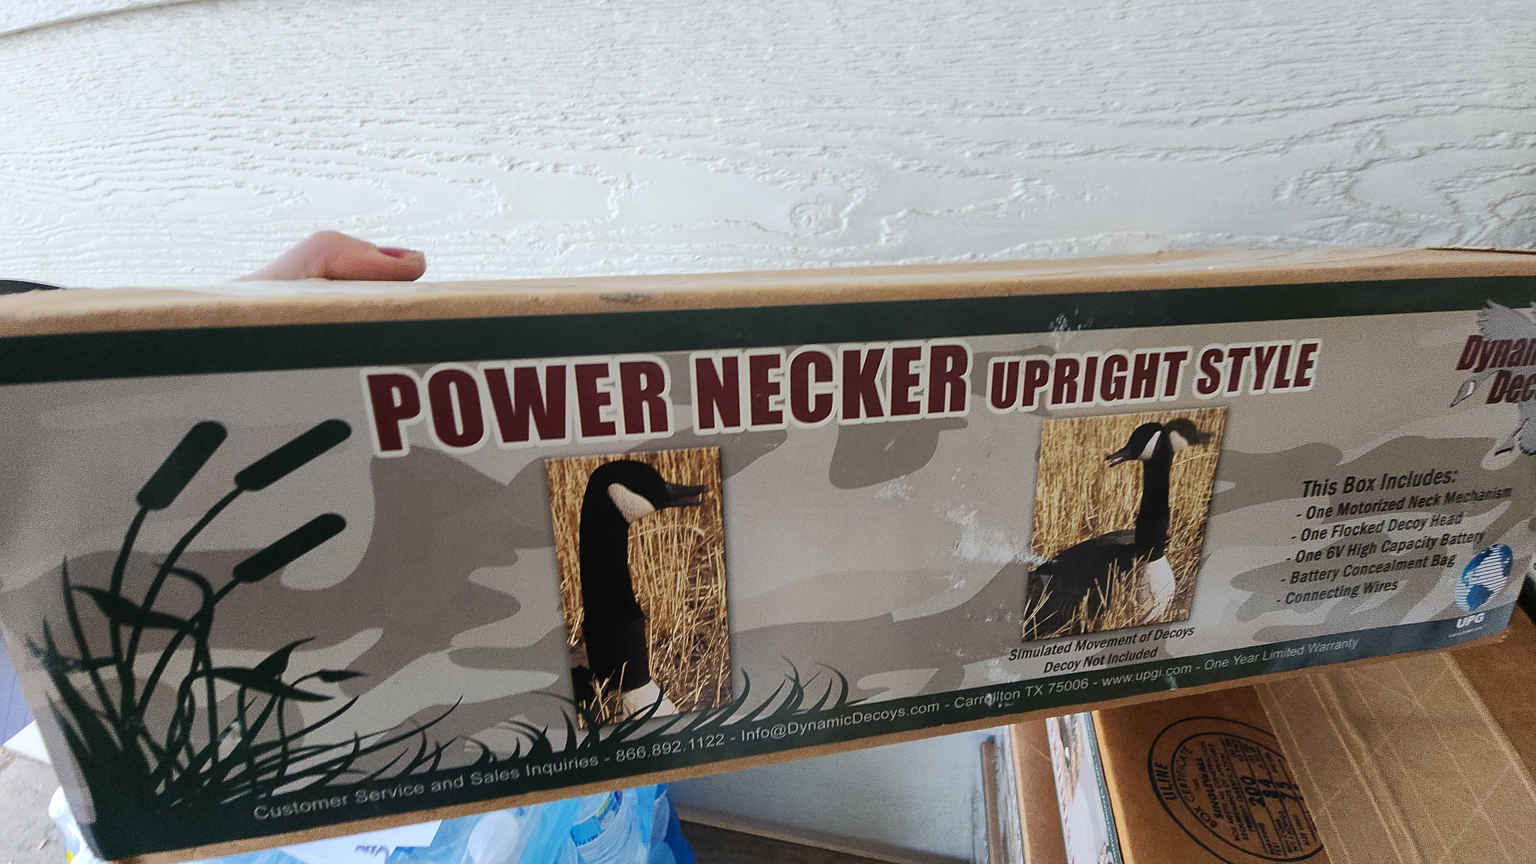 POWER NECKER UPRIGHT STYLE
This Box Includes:
- One Motorized Neck Mechanism
- One Flocked Decoy Head
- One 6V High Capacity Battery
- Battery Concealment Bag
- Connecting Wires
UPG
Simulated Movement of Decoys
Decoy Not Included
Customer Service and Sales Inquiries - 866.892.1122 - Info@DynamicDecoys.com - Carrollton TX 75006 - www.upgi.com - One Year Limited Warranty
200